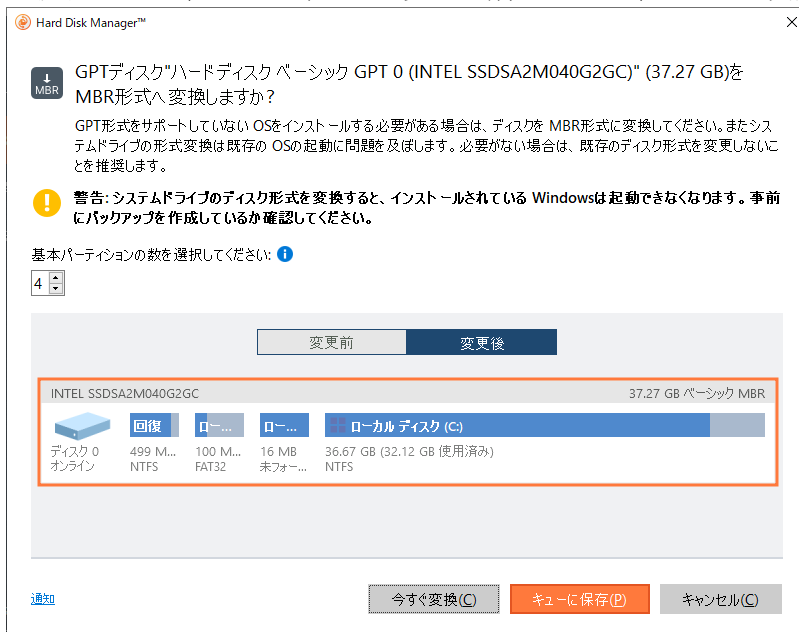 Hard Disk Manager™
GPTディスク"ハードディスク ベーシック GPT 0 (INTEL SSDSA2M040G2GC)" (37.27 GB)を
MBR形式へ変換しますか?
MBR
GPT形式をサポートしていない OSをインストールする必要がある場合は、ディスクを MBR形式に変換してください。またシス
テムドライブの形式変換は既存の OSの起動に問題を及ぼします。必要がない場合は、既存のディスク形式を変更しないこ
とを推奨します。
警告: システムドライブのディスク形式を変換すると、インストールされている Windowsは起動できなくなります。事前
にバックアップを作成しているか確認してください。
基本パーティションの数を選択してください:
4
変更前
変更後
INTEL SSDSA2M040G2GC
37.27 GB ベーシック MBR
回復
ロー...
ロー...
ローカル ディスク (C:)
ディスク 0
499 M...
100 M...
16 MB
36.67 GB (32.12 GB 使用済み)
オンライン
NTFS
FAT32
未フォー...
NTFS
通知
今すぐ変換(C)
キューに保存(P)
キャンセル(C)